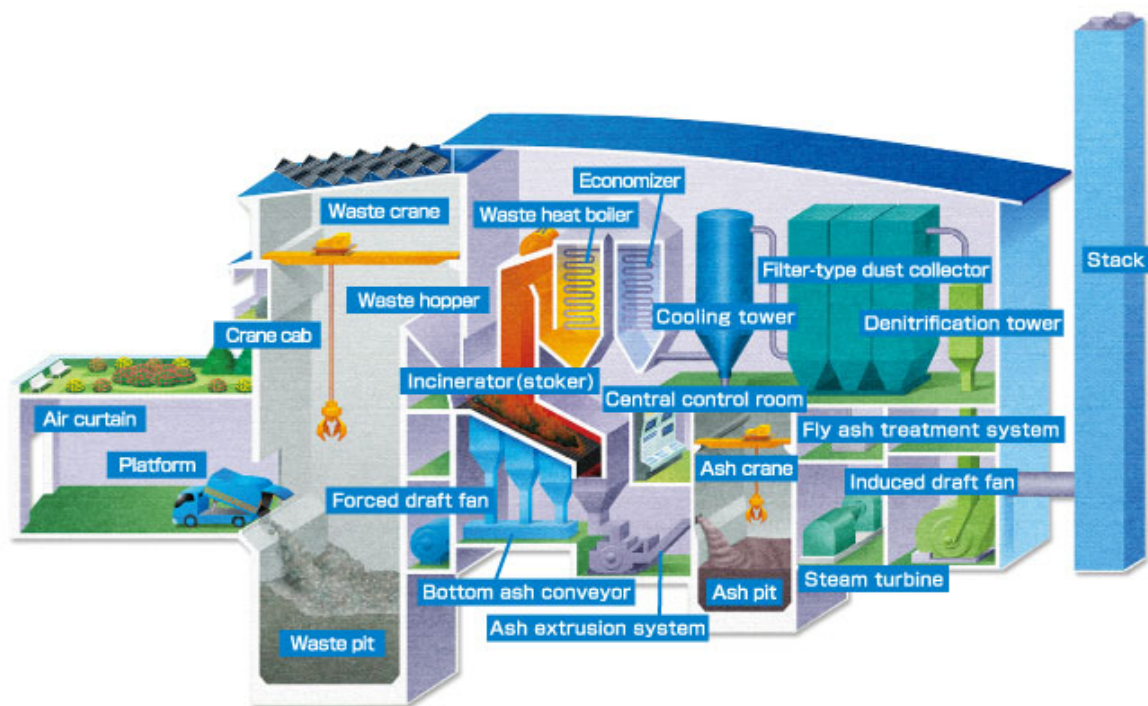 Economizer
Waste crane
Waste heat boiler
Stack
Filter-type dust collector
Waste hopper
Cooling tower
Denitrification tower
Crane cab
Incinerator(stoker)
Central control room
Air curtain
Fly ash treatment system
Platform
Ash crane
Induced draft fan
Forced draft fan
Steam turbine
Bottom ash conveyor
Ash pit
Ash extrusion system
Waste pit